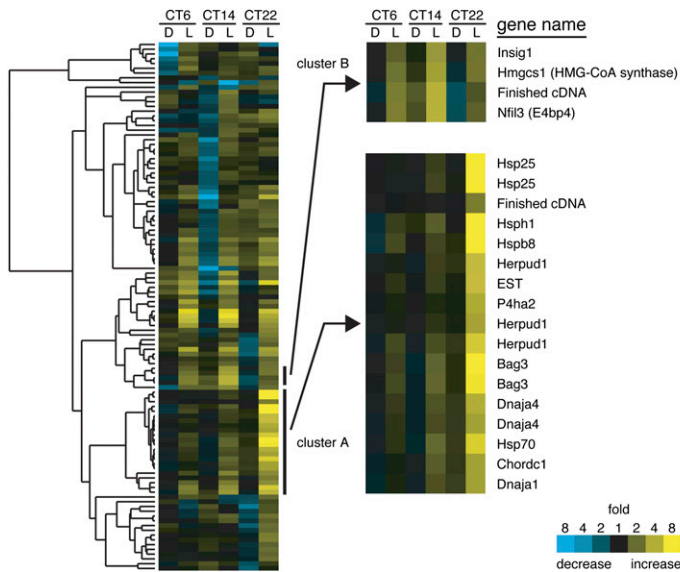 CT6 CT14 CT22
D L D L D L
cluster B
cluster A
CT6 CT14 CT22
D L D L D L
gene name
Insig1
Hmgcs1 (HMG-CoA synthase)
Finished cDNA
Nfil3 (E4bp4)
Hsp25
Hsp25
Finished cDNA
Hsph1
Hspb8
Herpud1
EST
P4ha2
Herpud1
Herpud1
Bag3
Bag3
Dnaja4
Dnaja4
Hsp70
Chordc1
Dnaja1
fold
8 4 2 1 2 4 8
decrease increase